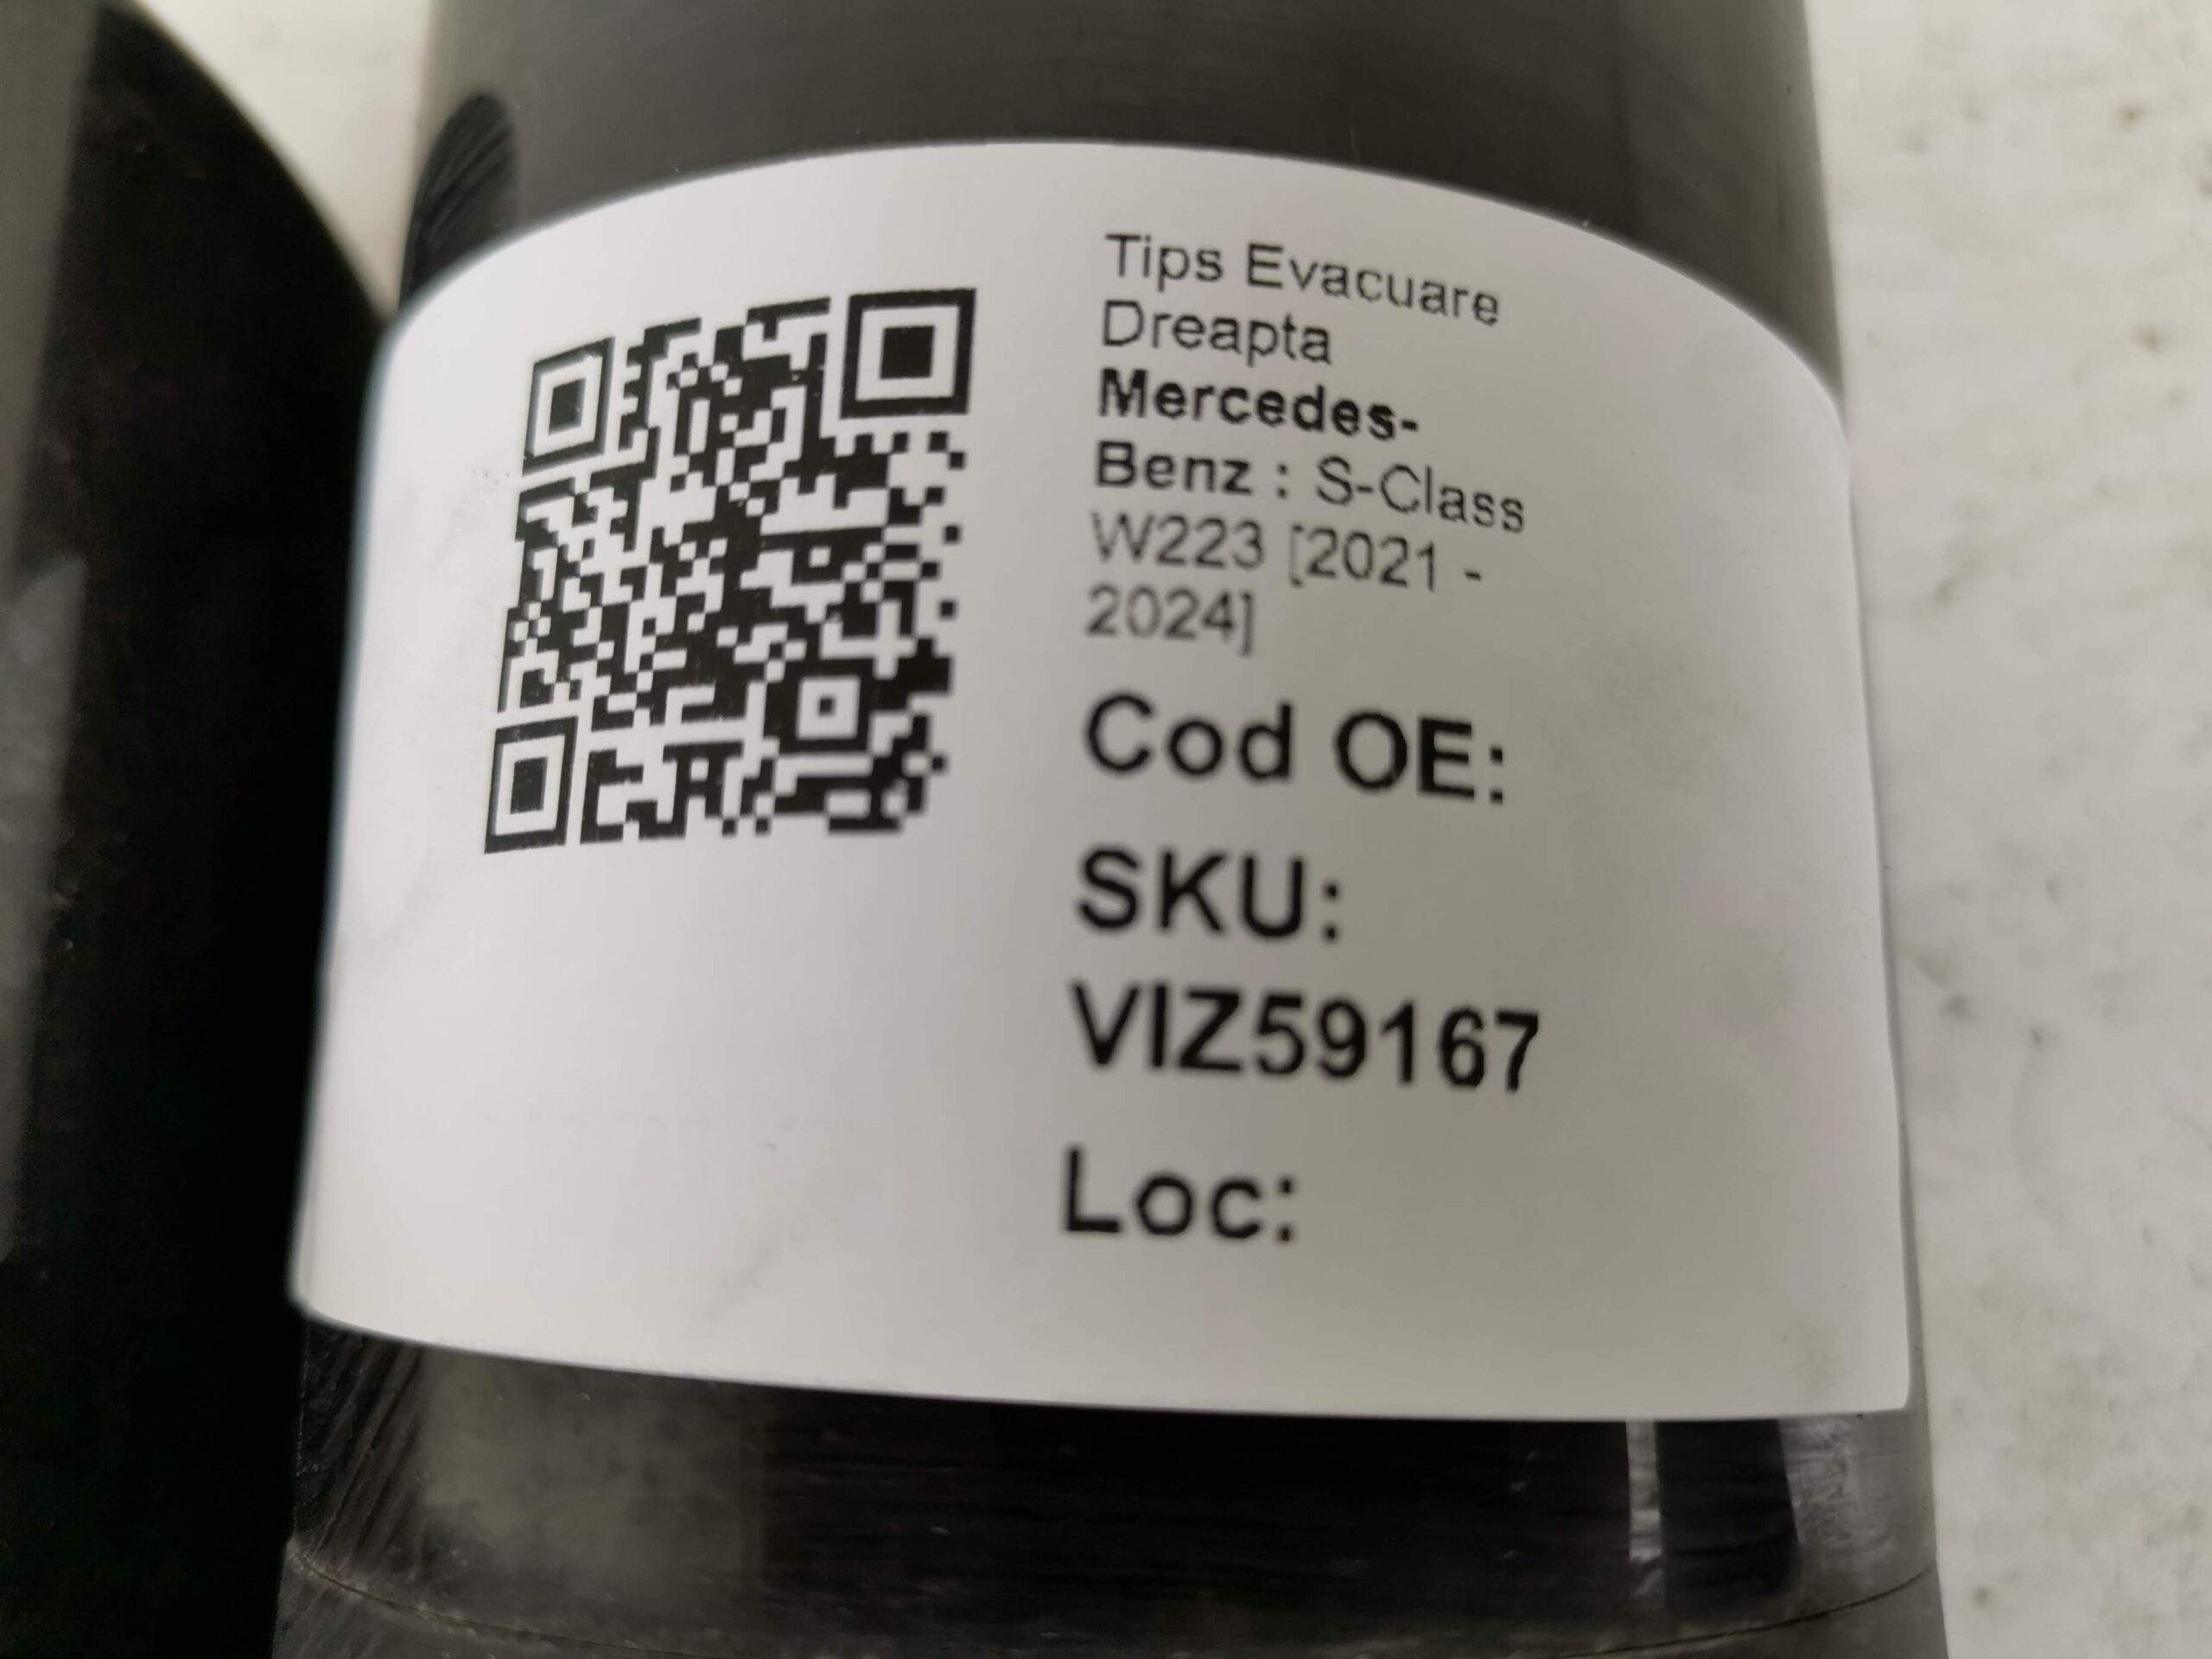 Tips Evacuare
Dreapta
Mercedes-
Benz : S-Class
W223 [2021 -
2024]
Cod OE:
SKU:
VIZ59167
Loc: